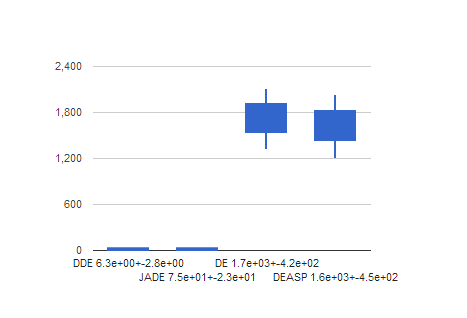 2,400
1,800
1,200
600
0
DDE 6.3e+00+-2.8e+00
DE 1.7e+03+-4.2e+02
JADE 7.5e+01+-2.3e+01
DEASP 1.6e+03+-4.5e+02